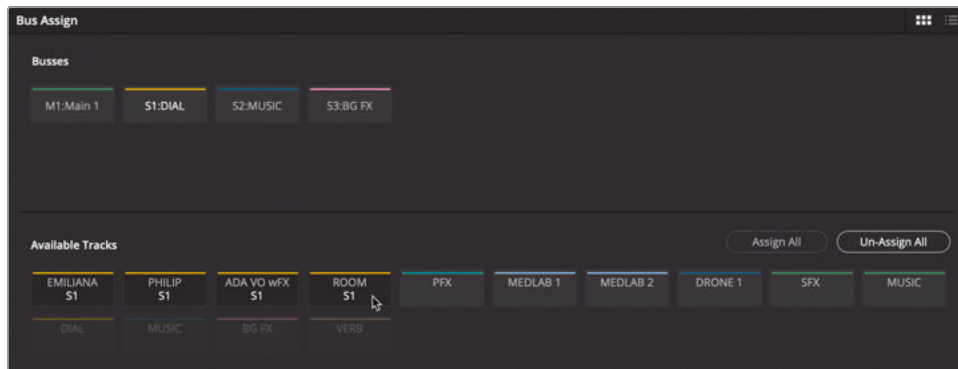 Bus Assign
Busses
M1:Main 1 S1:DIAL S2:MUSIC S3:BG FX
Available Tracks Assign All Un-Assign All
EMILIANA PHILIP ADA VO wFX ROOM PFX MEDLAB 1 MEDLAB 2 DRONE 1 SFX MUSIC
S1 S1 S1 S1
DIAL MUSIC BG FX VERB